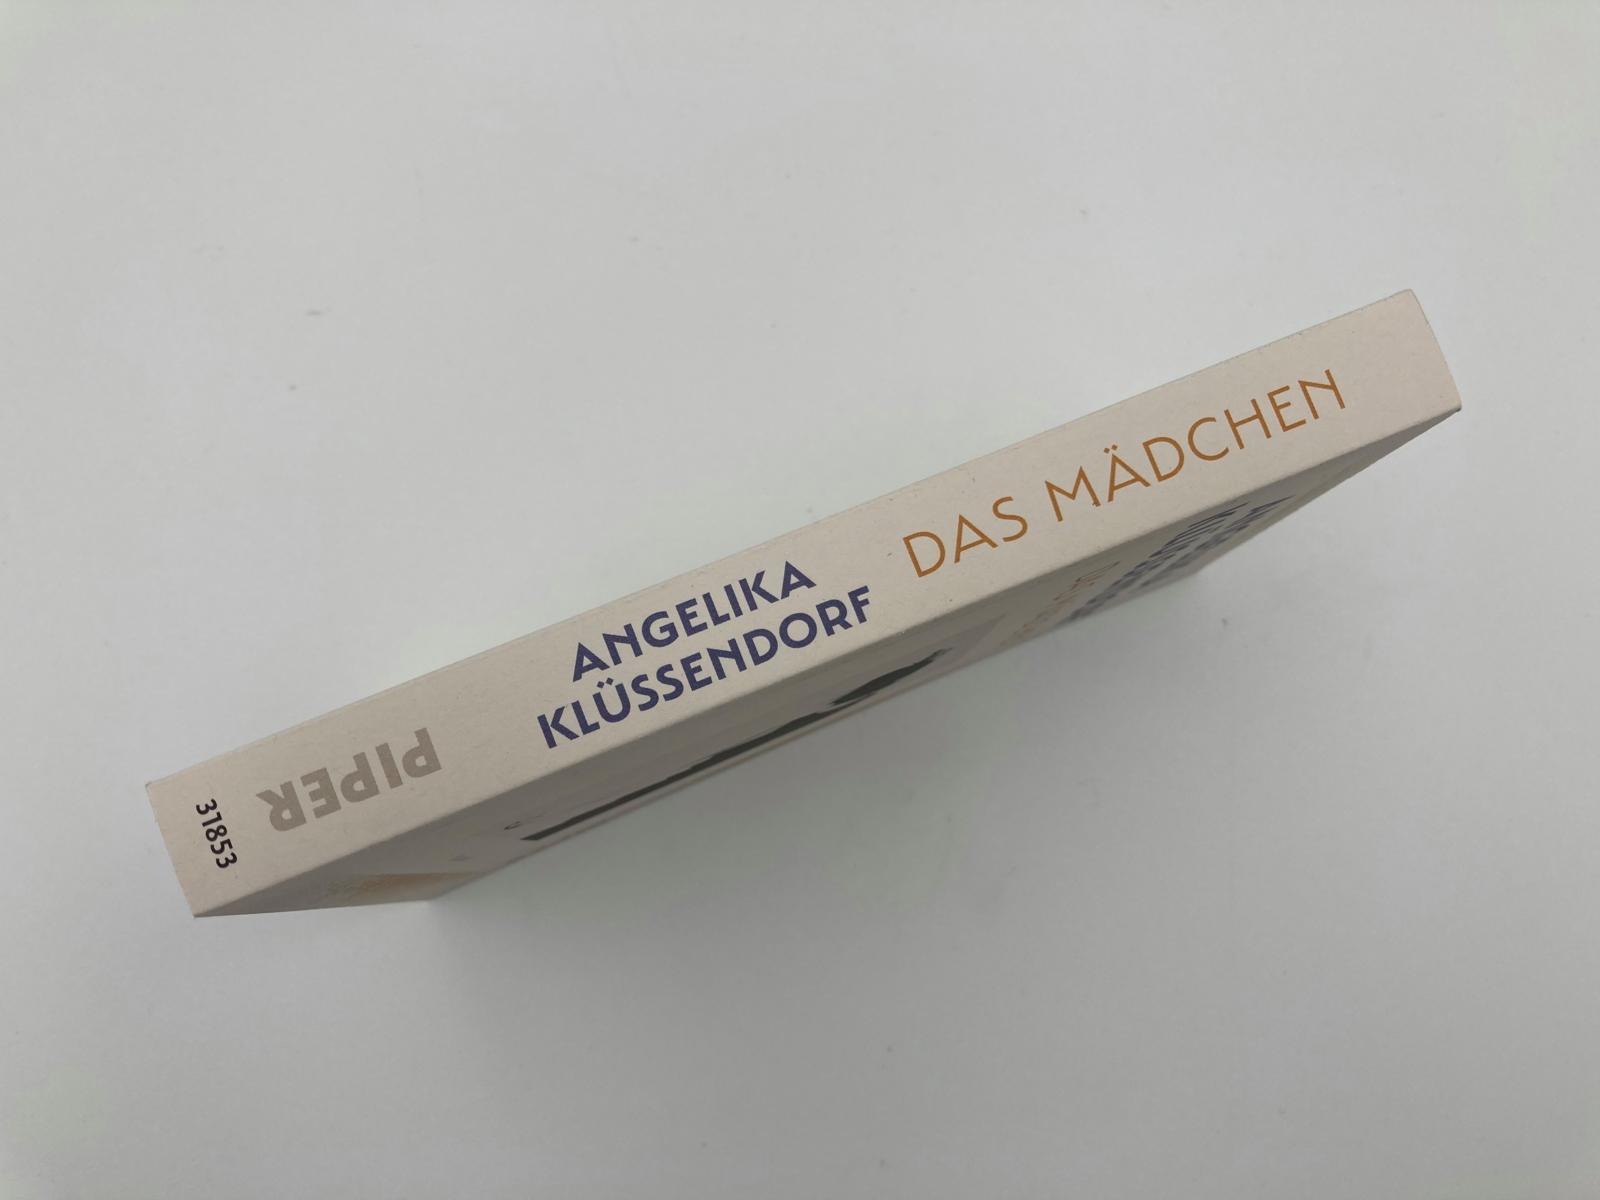 DAS MÄDCHEN
ANGELIKA
KLÜSSENDORF
PIPER
31853